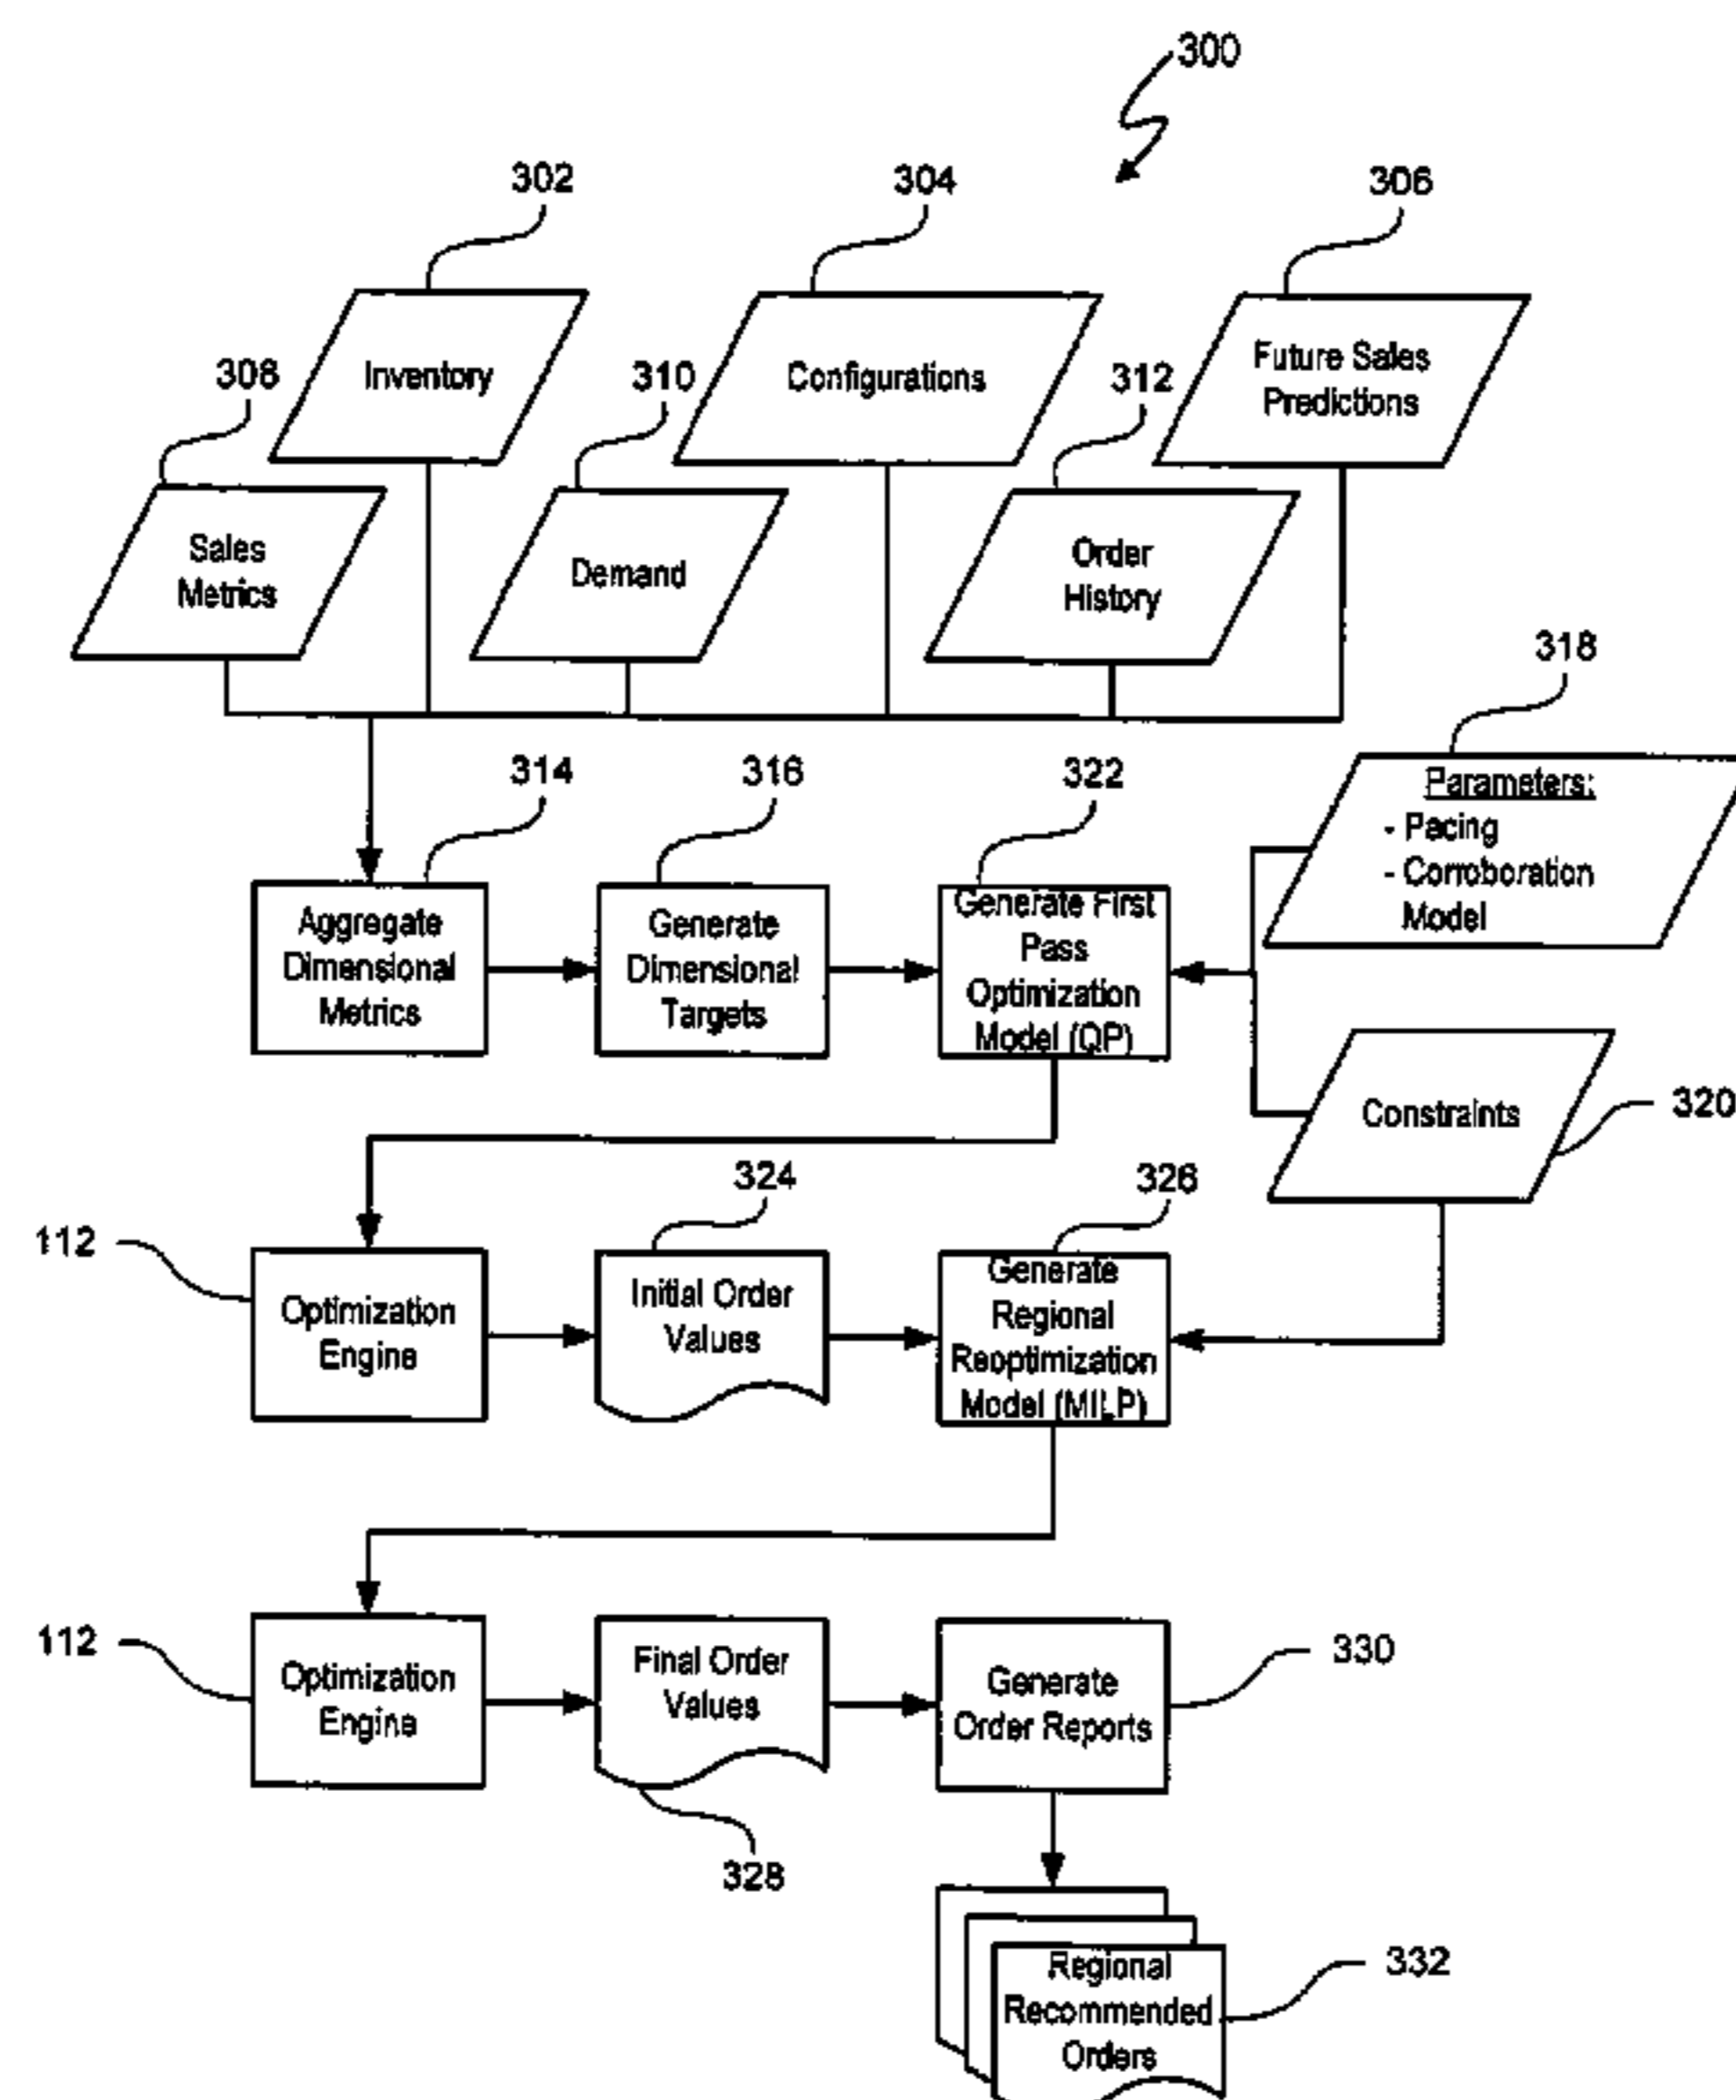 300
302
304
306
Inventory
Configurations
Future Sales
Predictions
308
310
312
Sales
Metrics
Demand
Order
History
318
314
316
322
Parameters:
- Pacing
- Corroboration
Model
Aggregate
Dimensional
Metrics
Generate
Dimensional
Targets
Generate First
Pass
Optimization
Model (QP)
Constraints
320
324
326
112
Optimization
Engine
Initial Order
Values
Generate
Regional
Reoptimization
Model (MILP)
112
Optimization
Engine
Final Order
Values
Generate
Order Reports
330
328
Regional
Recommended
Orders
332